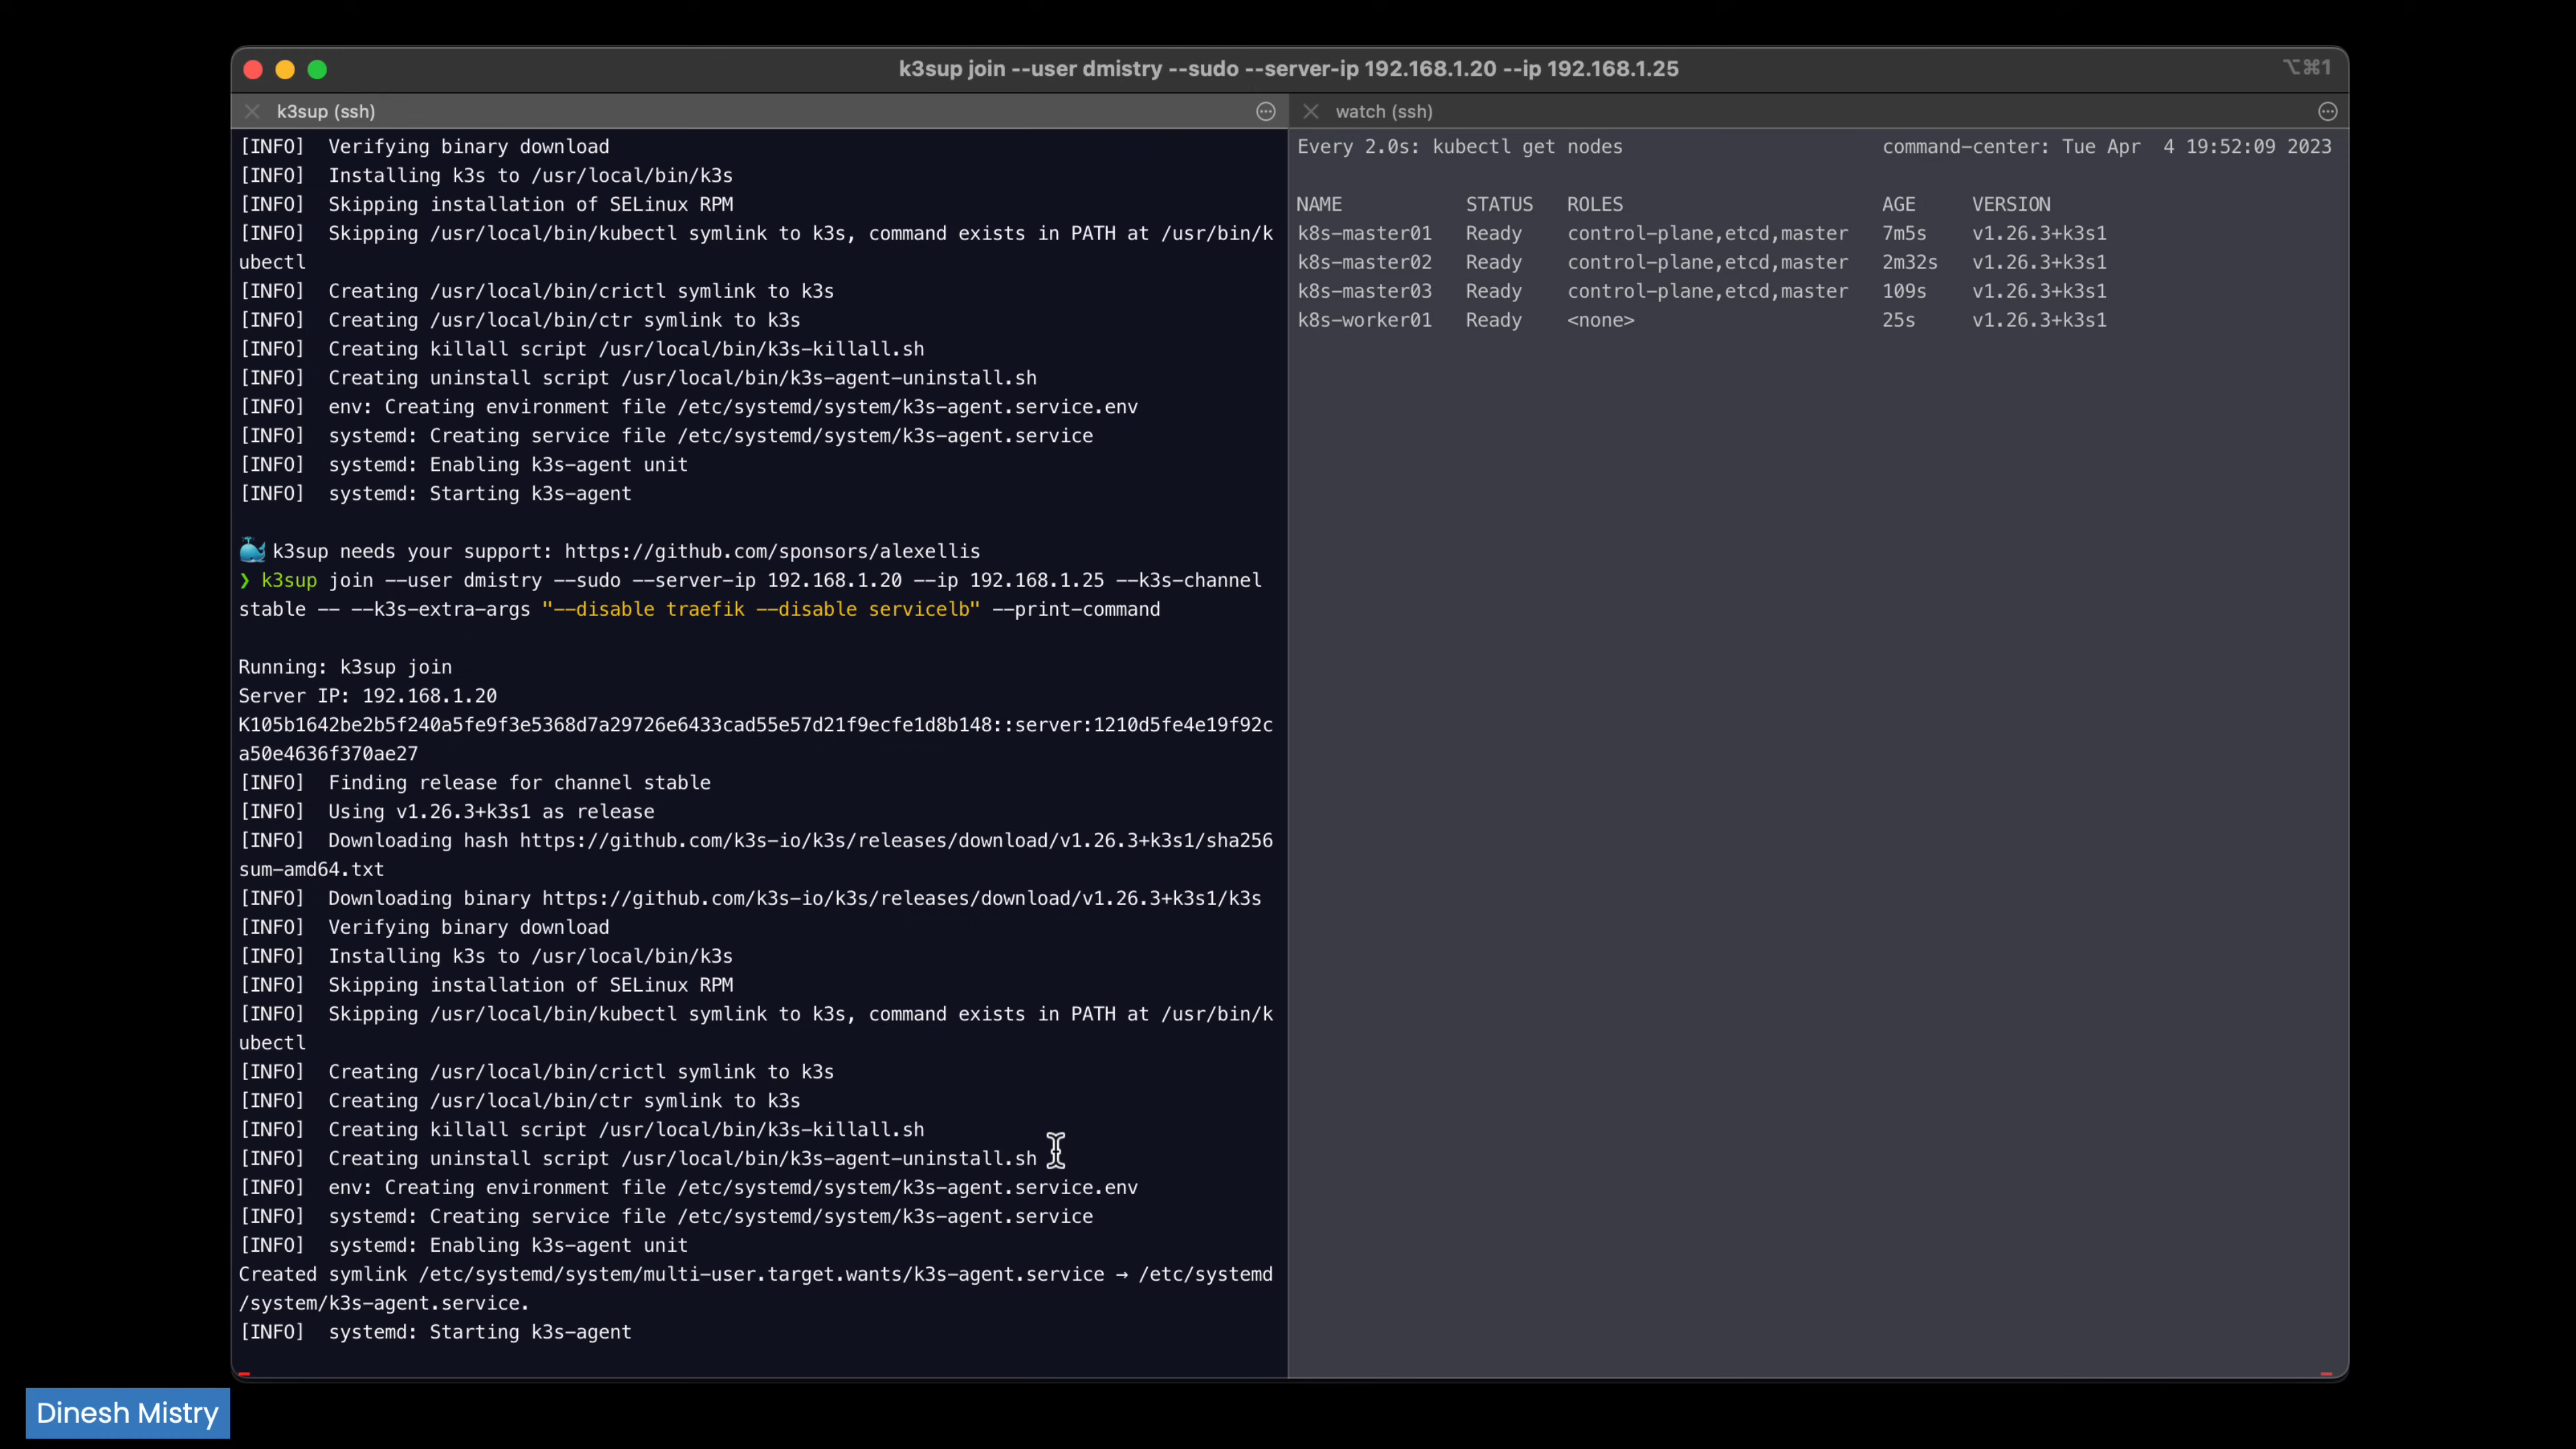 k3sup join --user dmistry --sudo --server-ip 192.168.1.20 --ip 192.168.1.25
⌥⌘1
k3sup (ssh)
[INFO]  Verifying binary download
[INFO]  Installing k3s to /usr/local/bin/k3s
[INFO]  Skipping installation of SELinux RPM
[INFO]  Skipping /usr/local/bin/kubectl symlink to k3s, command exists in PATH at /usr/bin/k
ubectl
[INFO]  Creating /usr/local/bin/crictl symlink to k3s
[INFO]  Creating /usr/local/bin/ctr symlink to k3s
[INFO]  Creating killall script /usr/local/bin/k3s-killall.sh
[INFO]  Creating uninstall script /usr/local/bin/k3s-agent-uninstall.sh
[INFO]  env: Creating environment file /etc/systemd/system/k3s-agent.service.env
[INFO]  systemd: Creating service file /etc/systemd/system/k3s-agent.service
[INFO]  systemd: Enabling k3s-agent unit
[INFO]  systemd: Starting k3s-agent
🐳 k3sup needs your support: https://github.com/sponsors/alexellis
❯ k3sup join --user dmistry --sudo --server-ip 192.168.1.20 --ip 192.168.1.25 --k3s-channel
stable -- --k3s-extra-args "--disable traefik --disable servicelb" --print-command
Running: k3sup join
Server IP: 192.168.1.20
K105b1642be2b5f240a5fe9f3e5368d7a29726e6433cad55e57d21f9ecfe1d8b148::server:1210d5fe4e19f92c
a50e4636f370ae27
[INFO]  Finding release for channel stable
[INFO]  Using v1.26.3+k3s1 as release
[INFO]  Downloading hash https://github.com/k3s-io/k3s/releases/download/v1.26.3+k3s1/sha256
sum-amd64.txt
[INFO]  Downloading binary https://github.com/k3s-io/k3s/releases/download/v1.26.3+k3s1/k3s
[INFO]  Verifying binary download
[INFO]  Installing k3s to /usr/local/bin/k3s
[INFO]  Skipping installation of SELinux RPM
[INFO]  Skipping /usr/local/bin/kubectl symlink to k3s, command exists in PATH at /usr/bin/k
ubectl
[INFO]  Creating /usr/local/bin/crictl symlink to k3s
[INFO]  Creating /usr/local/bin/ctr symlink to k3s
[INFO]  Creating killall script /usr/local/bin/k3s-killall.sh
[INFO]  Creating uninstall script /usr/local/bin/k3s-agent-uninstall.sh
[INFO]  env: Creating environment file /etc/systemd/system/k3s-agent.service.env
[INFO]  systemd: Creating service file /etc/systemd/system/k3s-agent.service
[INFO]  systemd: Enabling k3s-agent unit
Created symlink /etc/systemd/system/multi-user.target.wants/k3s-agent.service → /etc/systemd
/system/k3s-agent.service.
[INFO]  systemd: Starting k3s-agent
watch (ssh)
Every 2.0s: kubectl get nodes    command-center: Tue Apr  4 19:52:09 2023
NAME   STATUS   ROLES   AGE   VERSION
k8s-master01   Ready   control-plane,etcd,master   7m5s   v1.26.3+k3s1
k8s-master02   Ready   control-plane,etcd,master   2m32s   v1.26.3+k3s1
k8s-master03   Ready   control-plane,etcd,master   109s   v1.26.3+k3s1
k8s-worker01   Ready   <none>   25s   v1.26.3+k3s1
Dinesh Mistry